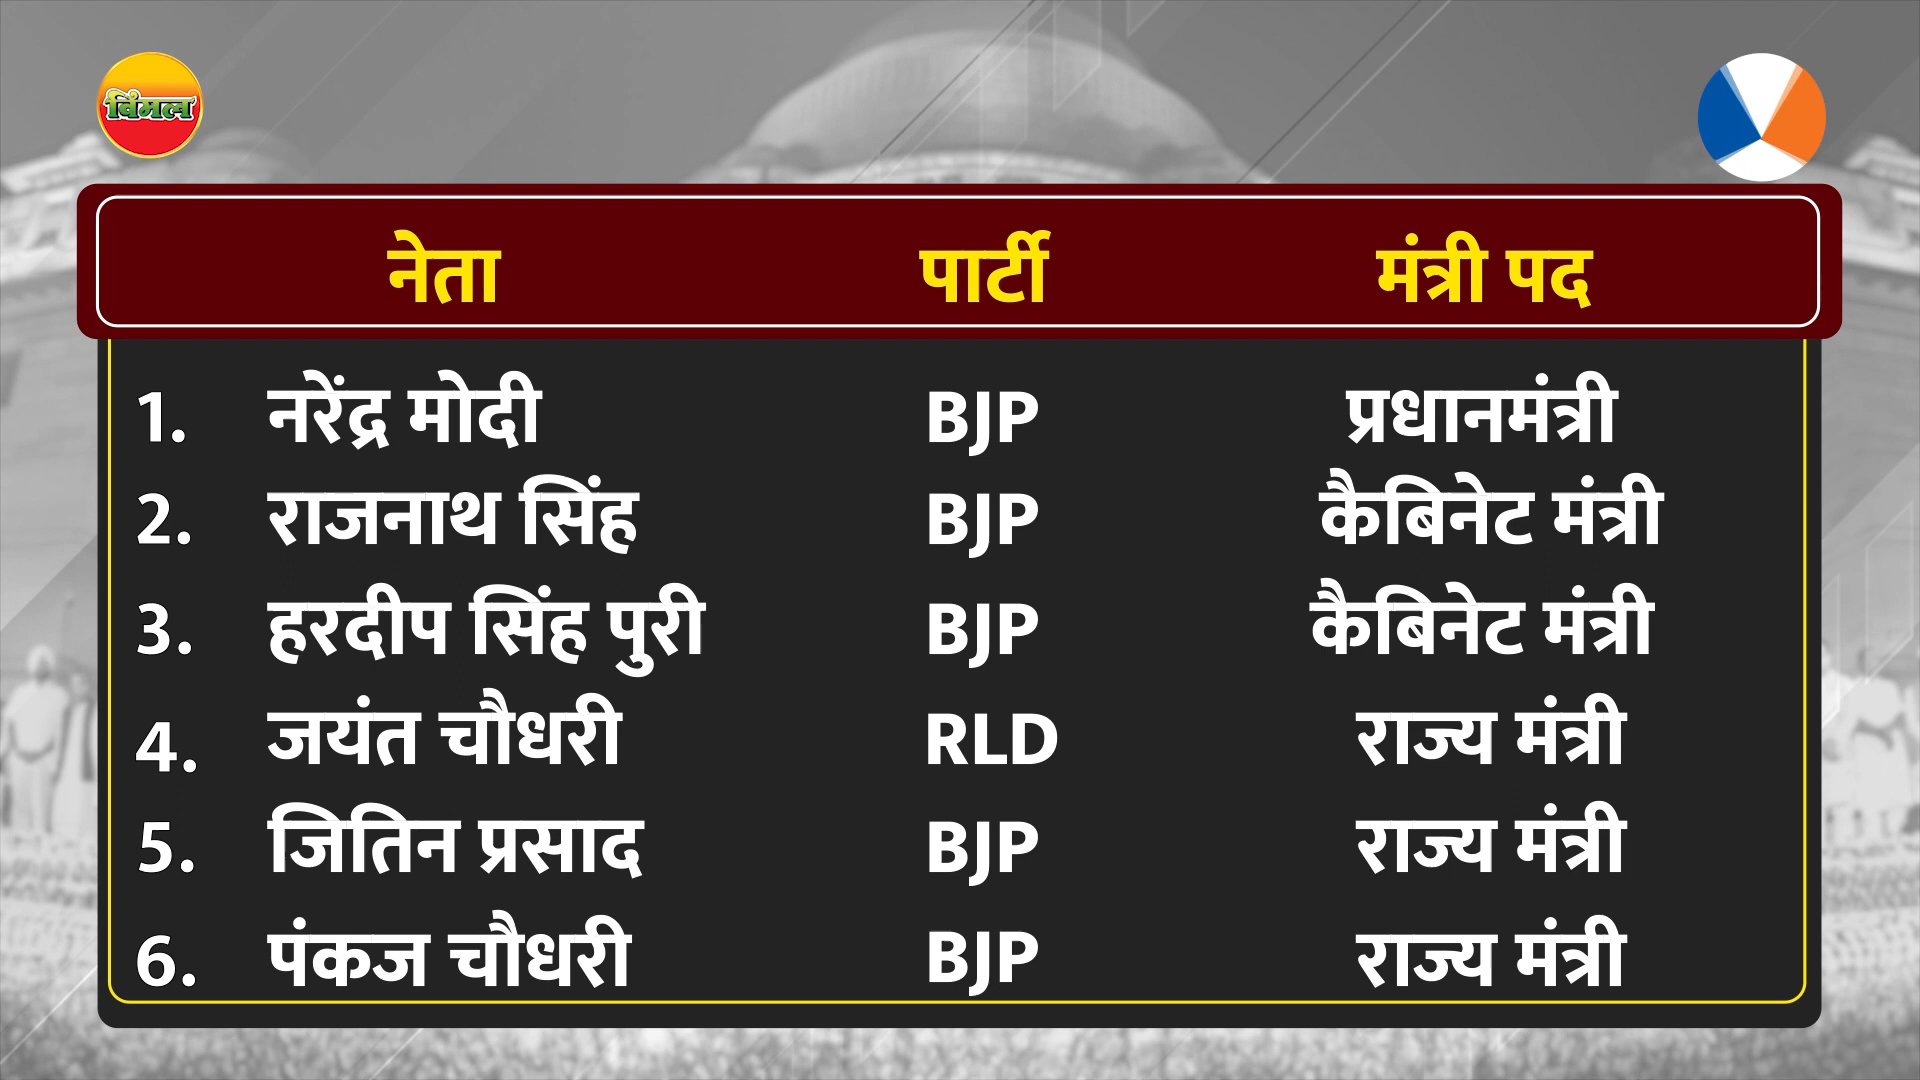 विमल
नेता पार्टी मंत्री पद
1. नरेंद्र मोदी BJP प्रधानमंत्री
2. राजनाथ सिंह BJP कैबिनेट मंत्री
3. हरदीप सिंह पुरी BJP कैबिनेट मंत्री
4. जयंत चौधरी RLD राज्य मंत्री
5. जितिन प्रसाद BJP राज्य मंत्री
6. पंकज चौधरी BJP राज्य मंत्री